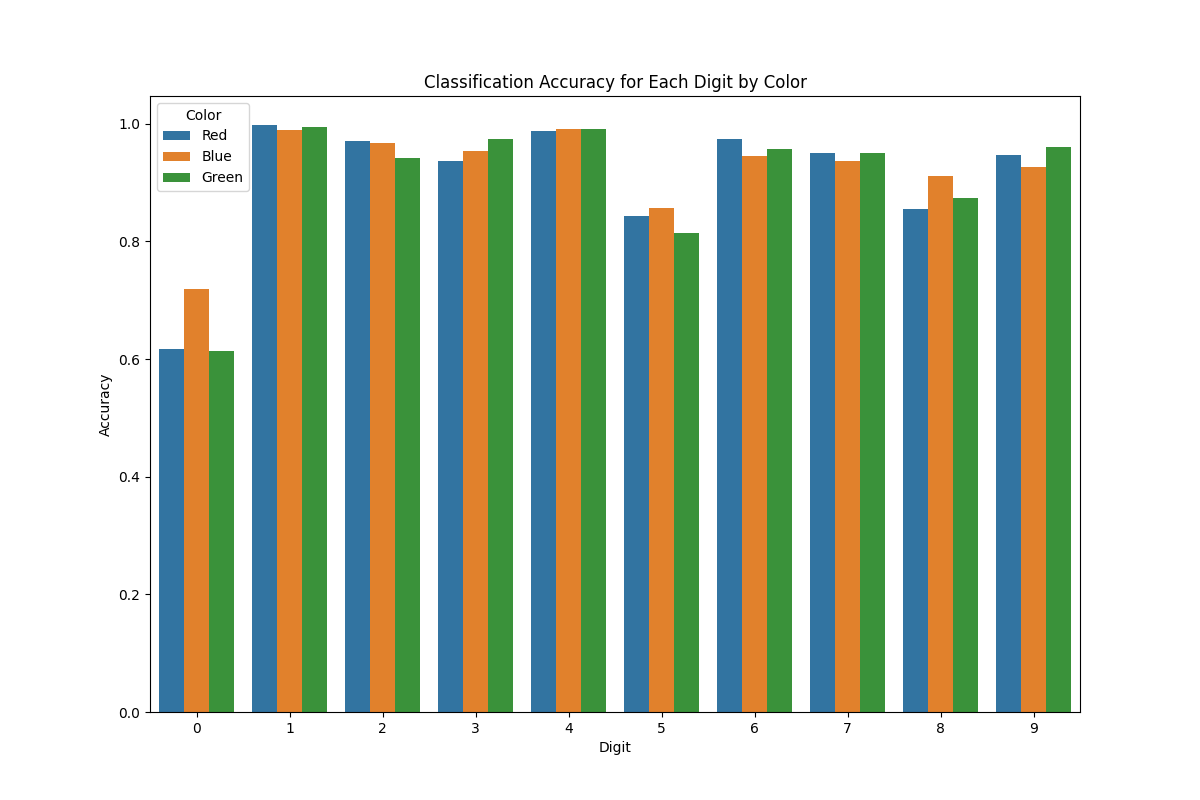 Classification Accuracy for Each Digit by Color
Color
Red
Blue
Green
Accuracy
1.0
0.8
0.6
0.4
0.2
0.0
0 1 2 3 4 5 6 7 8 9
Digit